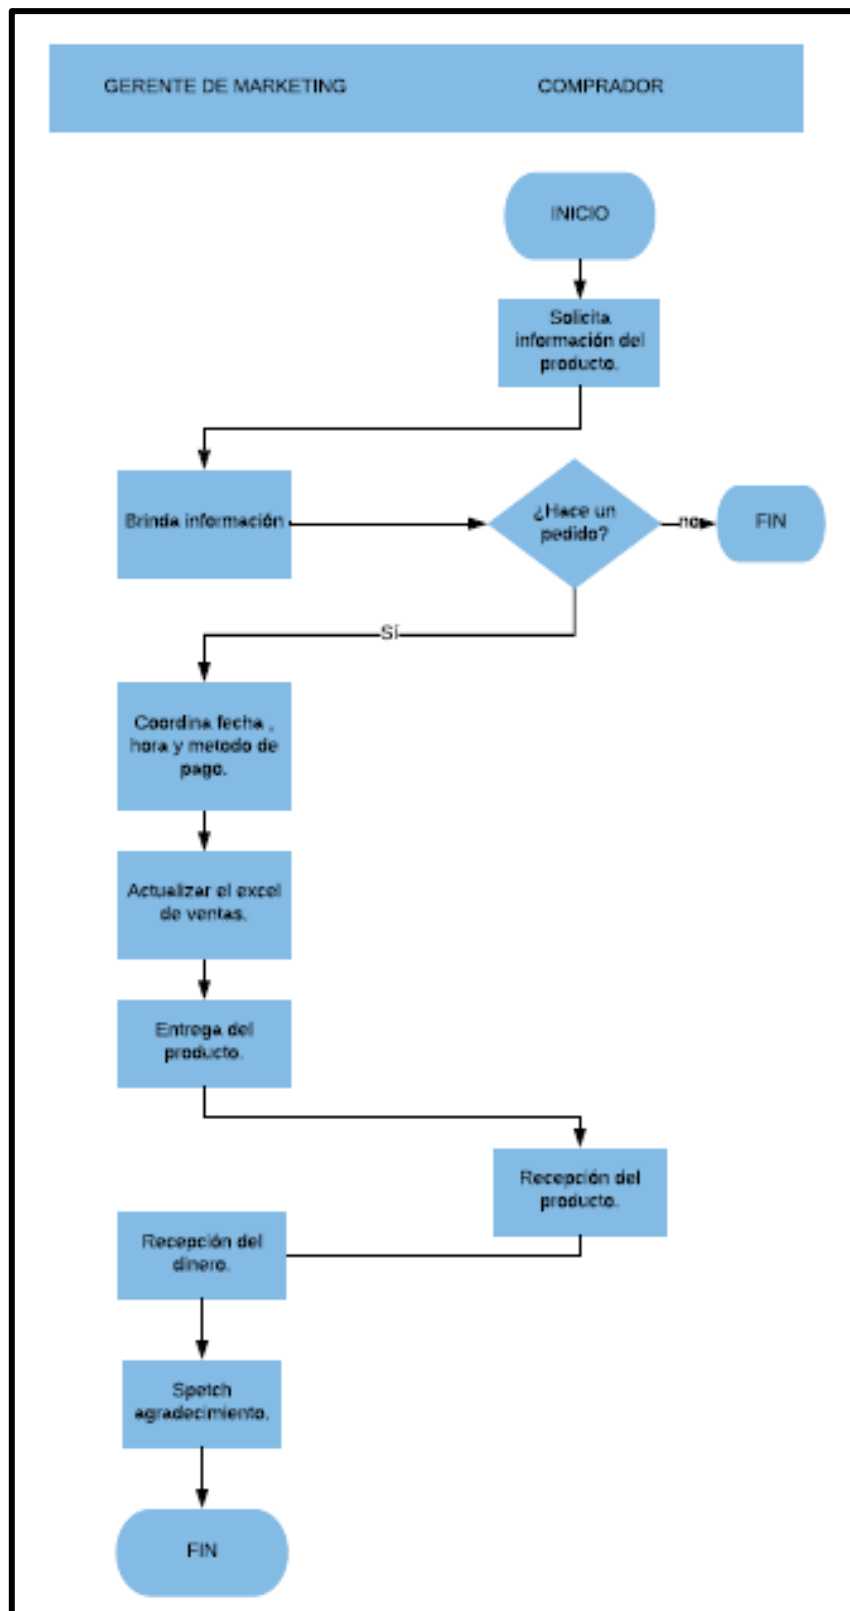 GERENTE DE MARKETING
COMPRADOR
INICIO
Solicita
información del
producto.
Brinda información
¿Hace un
pedido?
no
FIN
Sí
Coordina fecha ,
hora y metodo de
pago.
Actualizar el excel
de ventas.
Entrega del
producto.
Recepción del
producto.
Recepción del
dinero.
Spetch
agradecimiento.
FIN